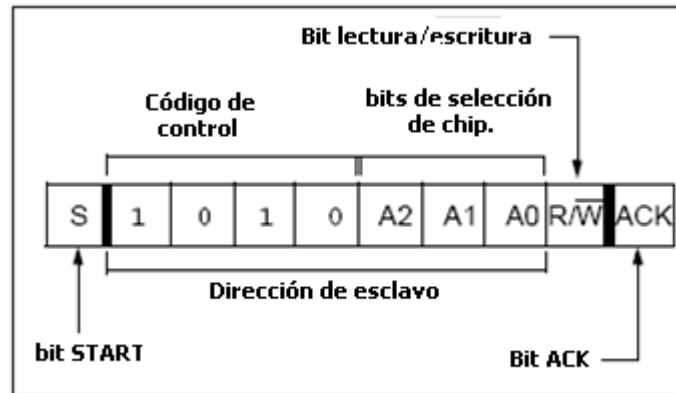 Bit lectura/escritura
Código de
control
bits de selección
de chip.
S 1 0 1 0 A2 A1 A0 R/W̅ ACK
Dirección de esclavo
bit START
Bit ACK